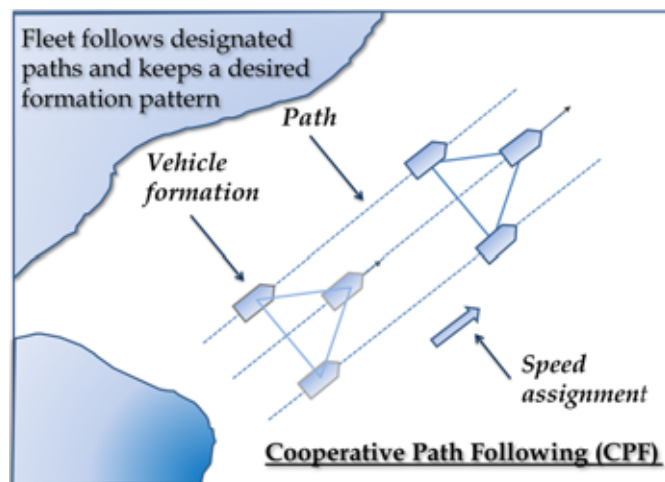 Fleet follows designated
paths and keeps a desired
formation pattern
Path
Vehicle
formation
Speed
assignment
Cooperative Path Following (CPF)